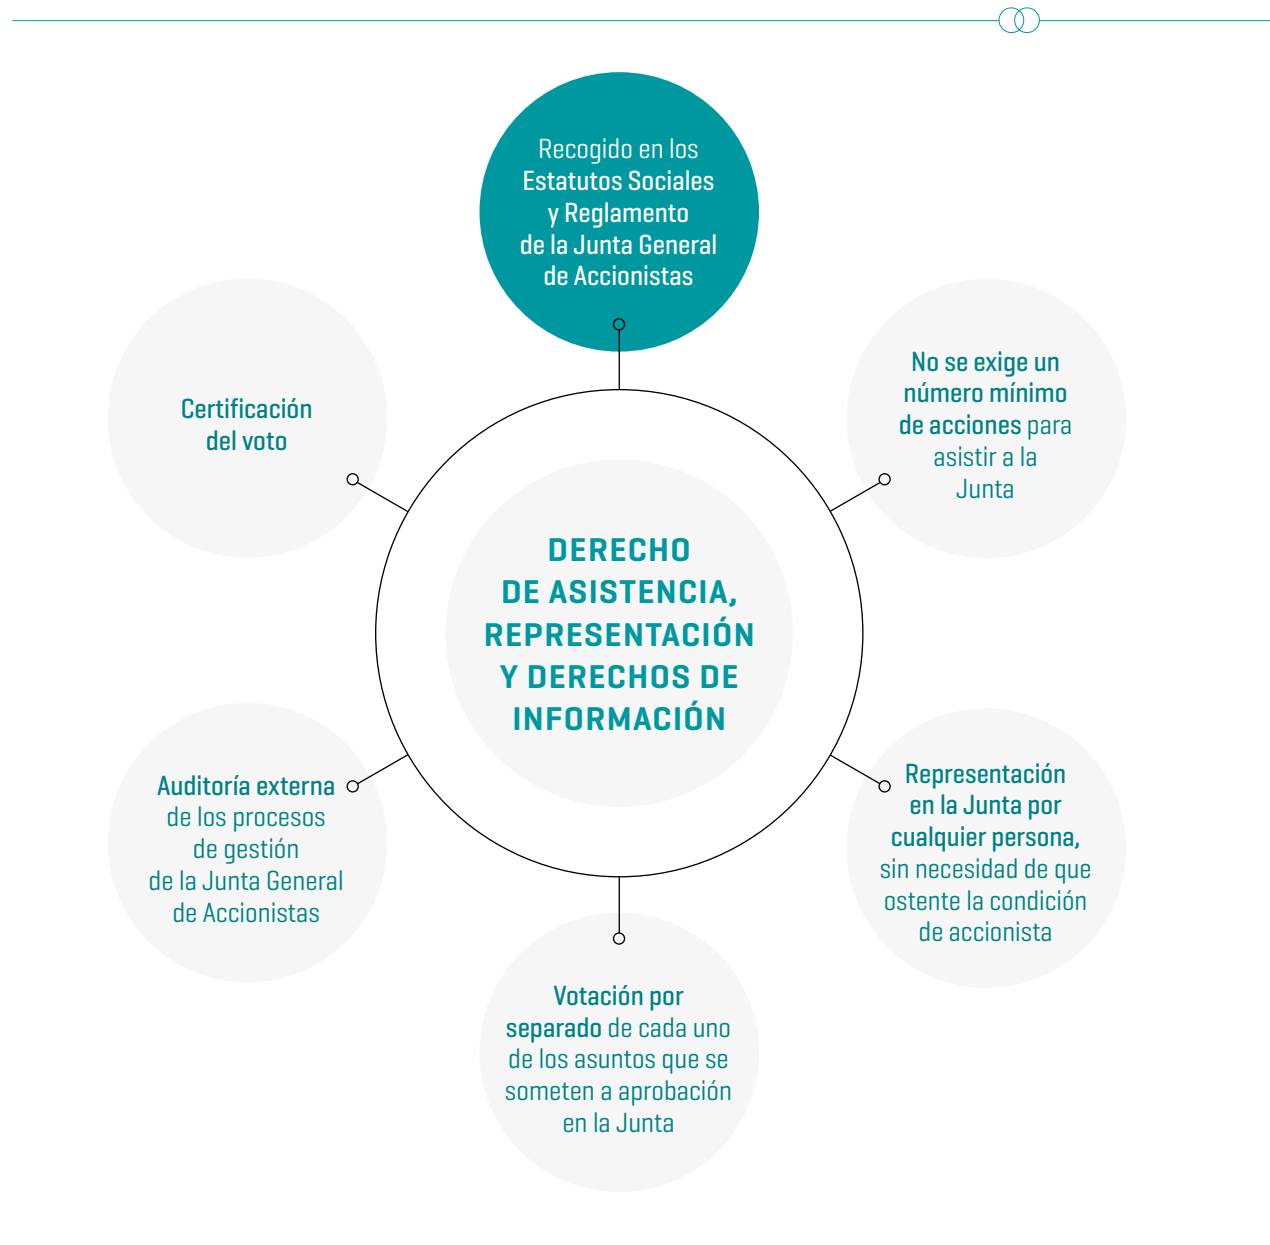 Recogido en los
Estatutos Sociales
y Reglamento
de la Junta General
de Accionistas
No se exige un
número mínimo
de acciones para
asistir a la
Junta
Certificación
del voto
DERECHO
DE ASISTENCIA,
REPRESENTACIÓN
Y DERECHOS DE
INFORMACIÓN
Representación
en la Junta por
cualquier persona,
sin necesidad de que
ostente la condición
de accionista
Auditoría externa
de los procesos
de gestión
de la Junta General
de Accionistas
Votación por
separado de cada uno
de los asuntos que se
someten a aprobación
en la Junta